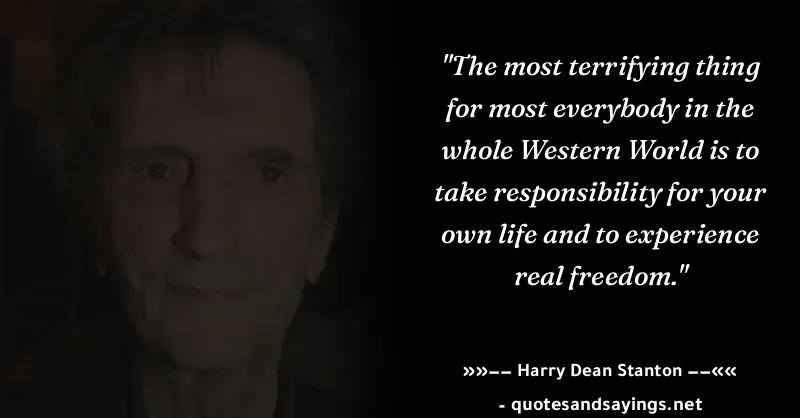 "The most terrifying thing
for most everybody in the
whole Western World is to
take responsibility for your
own life and to experience
real freedom."
»»−− Harry Dean Stanton −−««
- quotesandsayings.net